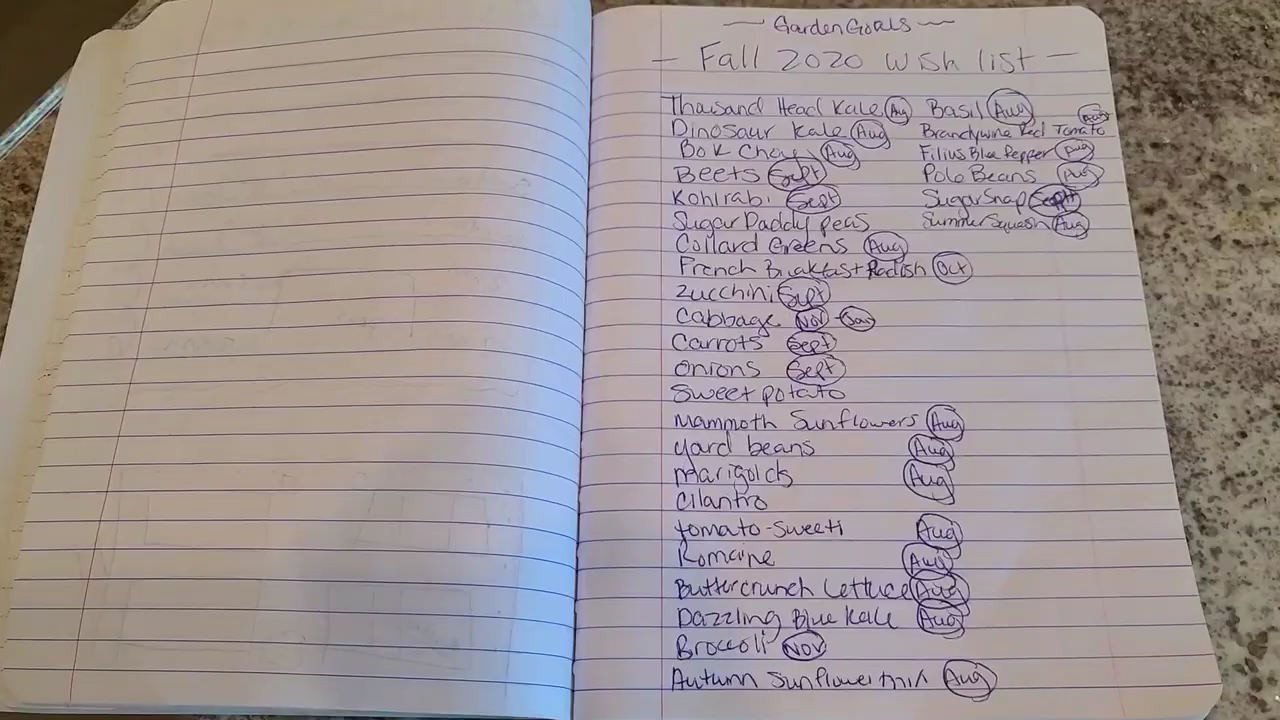 Garden Goals
Fall 2020 Wish list
Thousand Head Kale Aug
Dinosaur Kale Aug
Bok Choy Aug
Beets Sept
Kohlrabi Sept
Sugar Daddy peas
Collard Greens Aug
French Breakfast Radish Oct
Zucchini Sept
Cabbage Nov - Jan
Carrots Sept
Onions Sept
Sweet potato
Mammoth Sunflowers Aug
Yard beans Aug
Marigolds Aug
Cilantro
tomato-Sweeti Aug
Romaine Aug
Buttercrunch Lettuce Aug
Dazzling Blue Kale Aug
Broccoli Nov
Autumn Sunflower mix Aug
Basil Aug
Brandywine Red Tomato Aug
Filius Blue Pepper Aug
Polo Beans Aug
Sugar Snap Sept
Summer Squash Aug